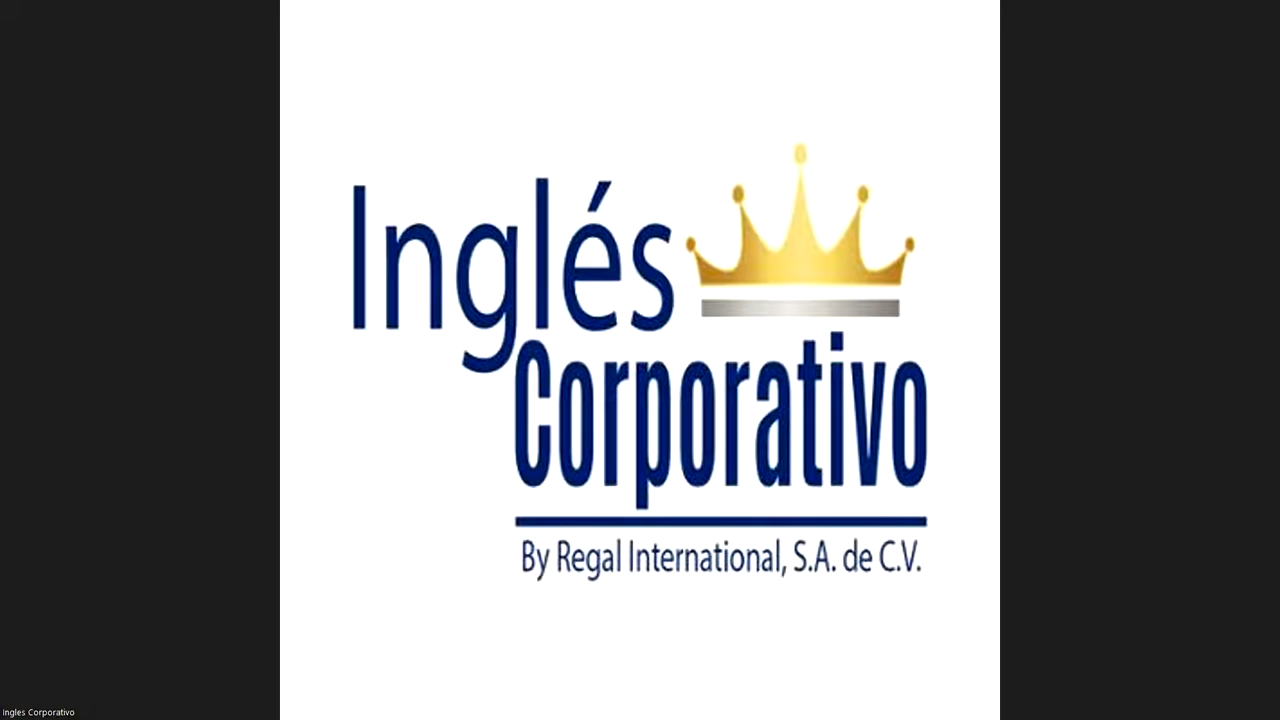 Inglés
Corporativo
By Regal International, S.A. de C.V.
Ingles Corporativo